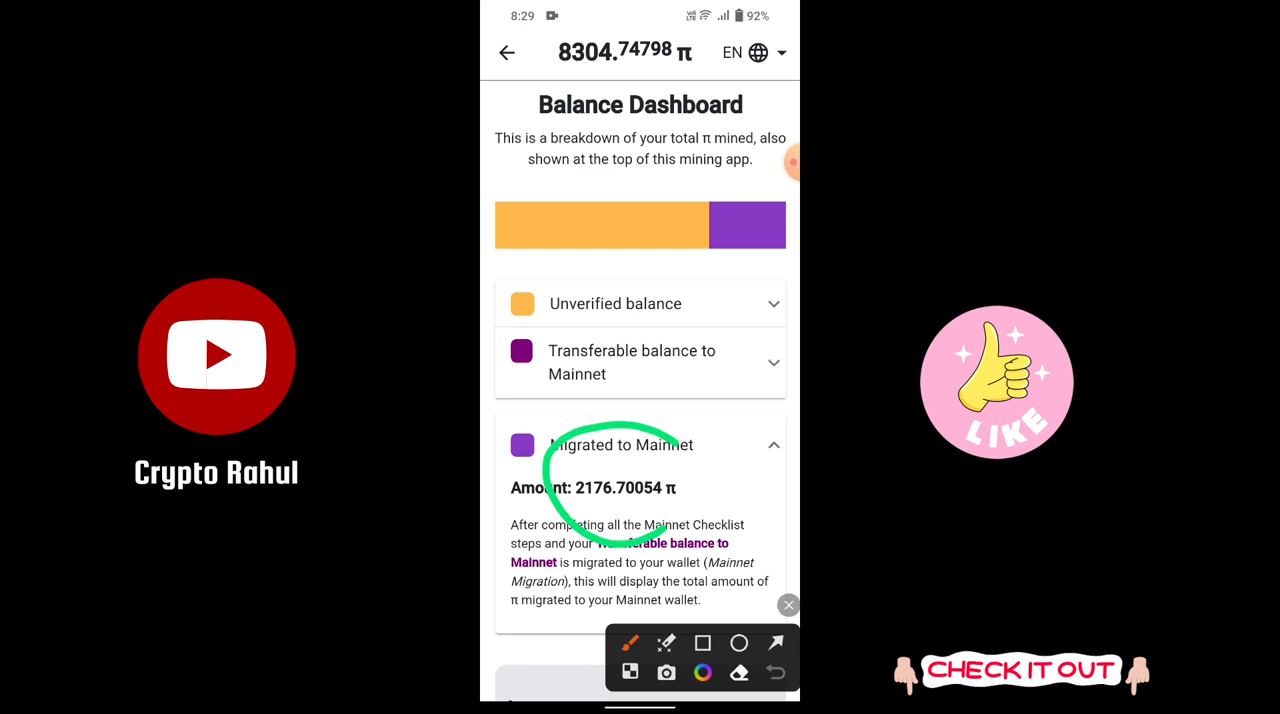 8:29
92%
8304.74798 π
EN
Balance Dashboard
This is a breakdown of your total π mined, also
shown at the top of this mining app.
Unverified balance
Transferable balance to
Mainnet
Migrated to Mainnet
Amount: 2176.70054 π
After completing all the Mainnet Checklist
steps and your Transferable balance to
Mainnet is migrated to your wallet (Mainnet
Migration), this will display the total amount of
π migrated to your Mainnet wallet.
Crypto Rahul
LIKE
CHECK IT OUT